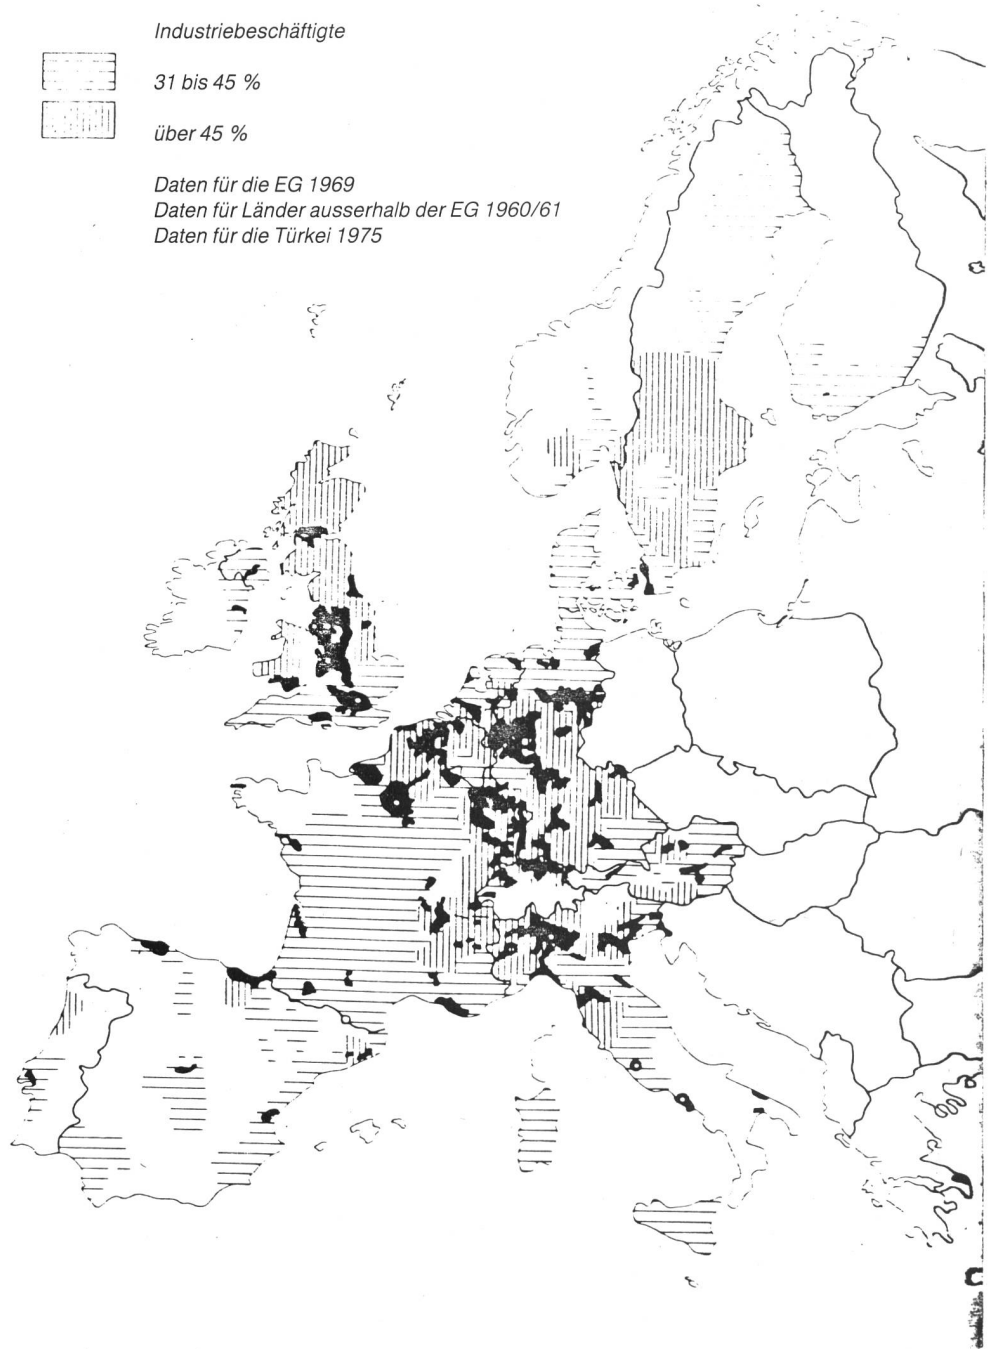 Industriebeschäftigte
31 bis 45 %
über 45 %
Daten für die EG 1969
Daten für Länder ausserhalb der EG 1960/61
Daten für die Türkei 1975